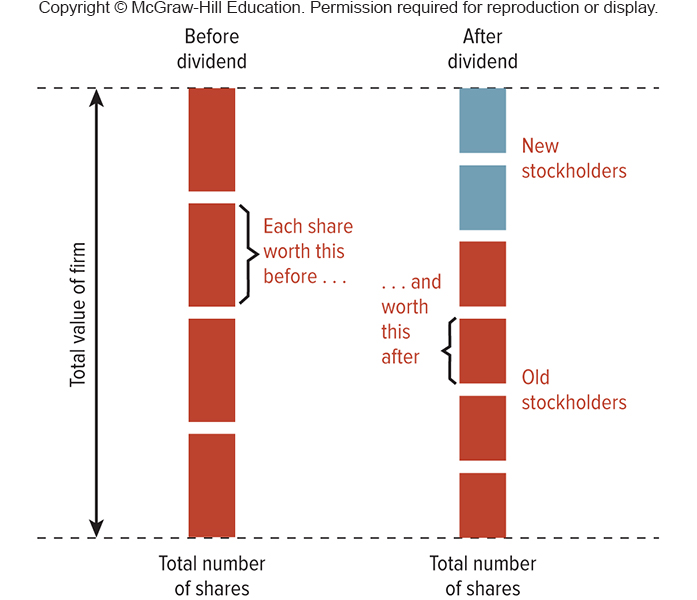 Copyright © McGraw-Hill Education. Permission required for reproduction or display.
Before
dividend
After
dividend
Total value of firm
Each share
worth this
before . . .
. . . and
worth
this
after
New
stockholders
Old
stockholders
Total number
of shares
Total number
of shares